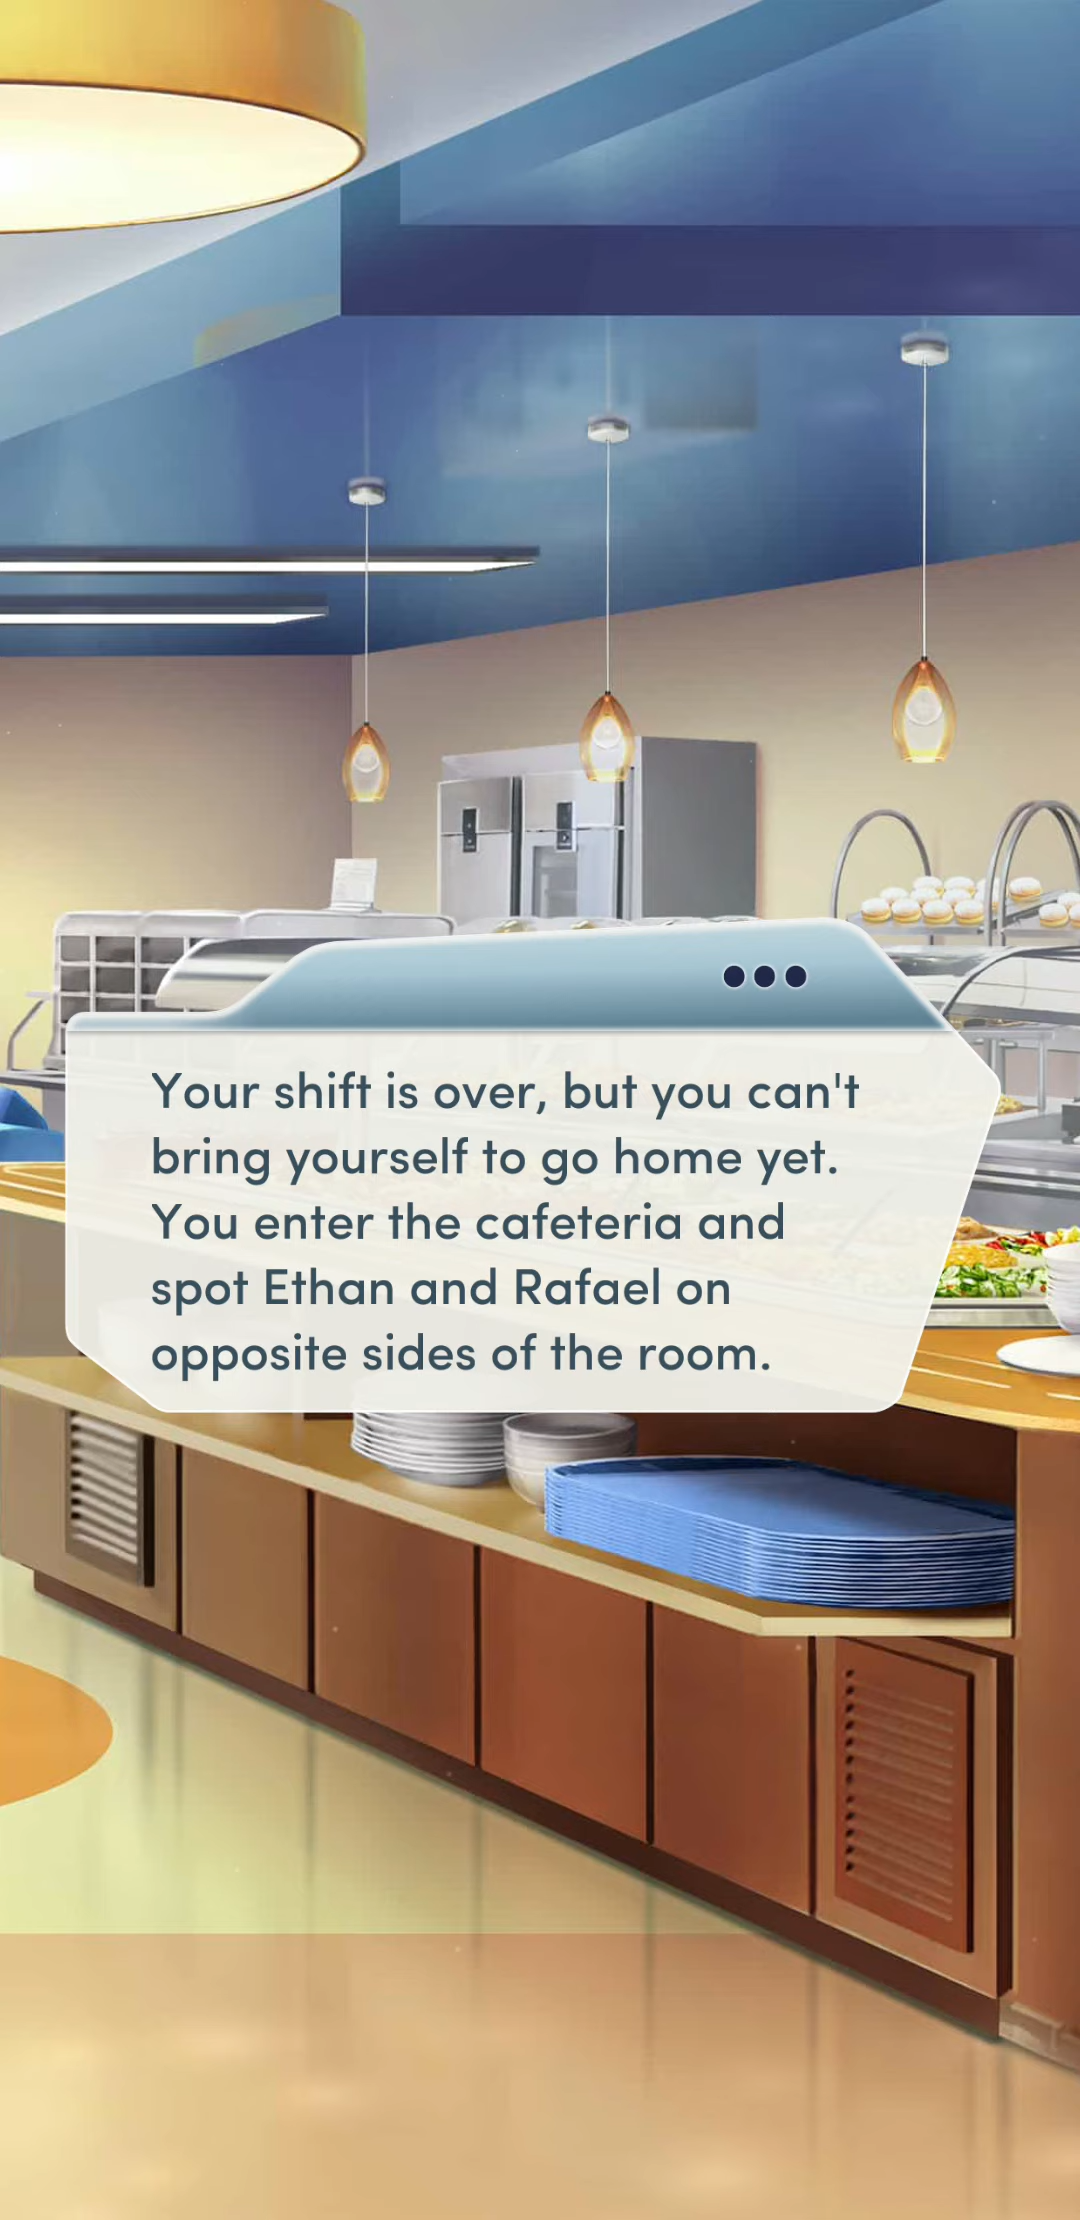 Your shift is over, but you can't
bring yourself to go home yet.
You enter the cafeteria and
spot Ethan and Rafael on
opposite sides of the room.